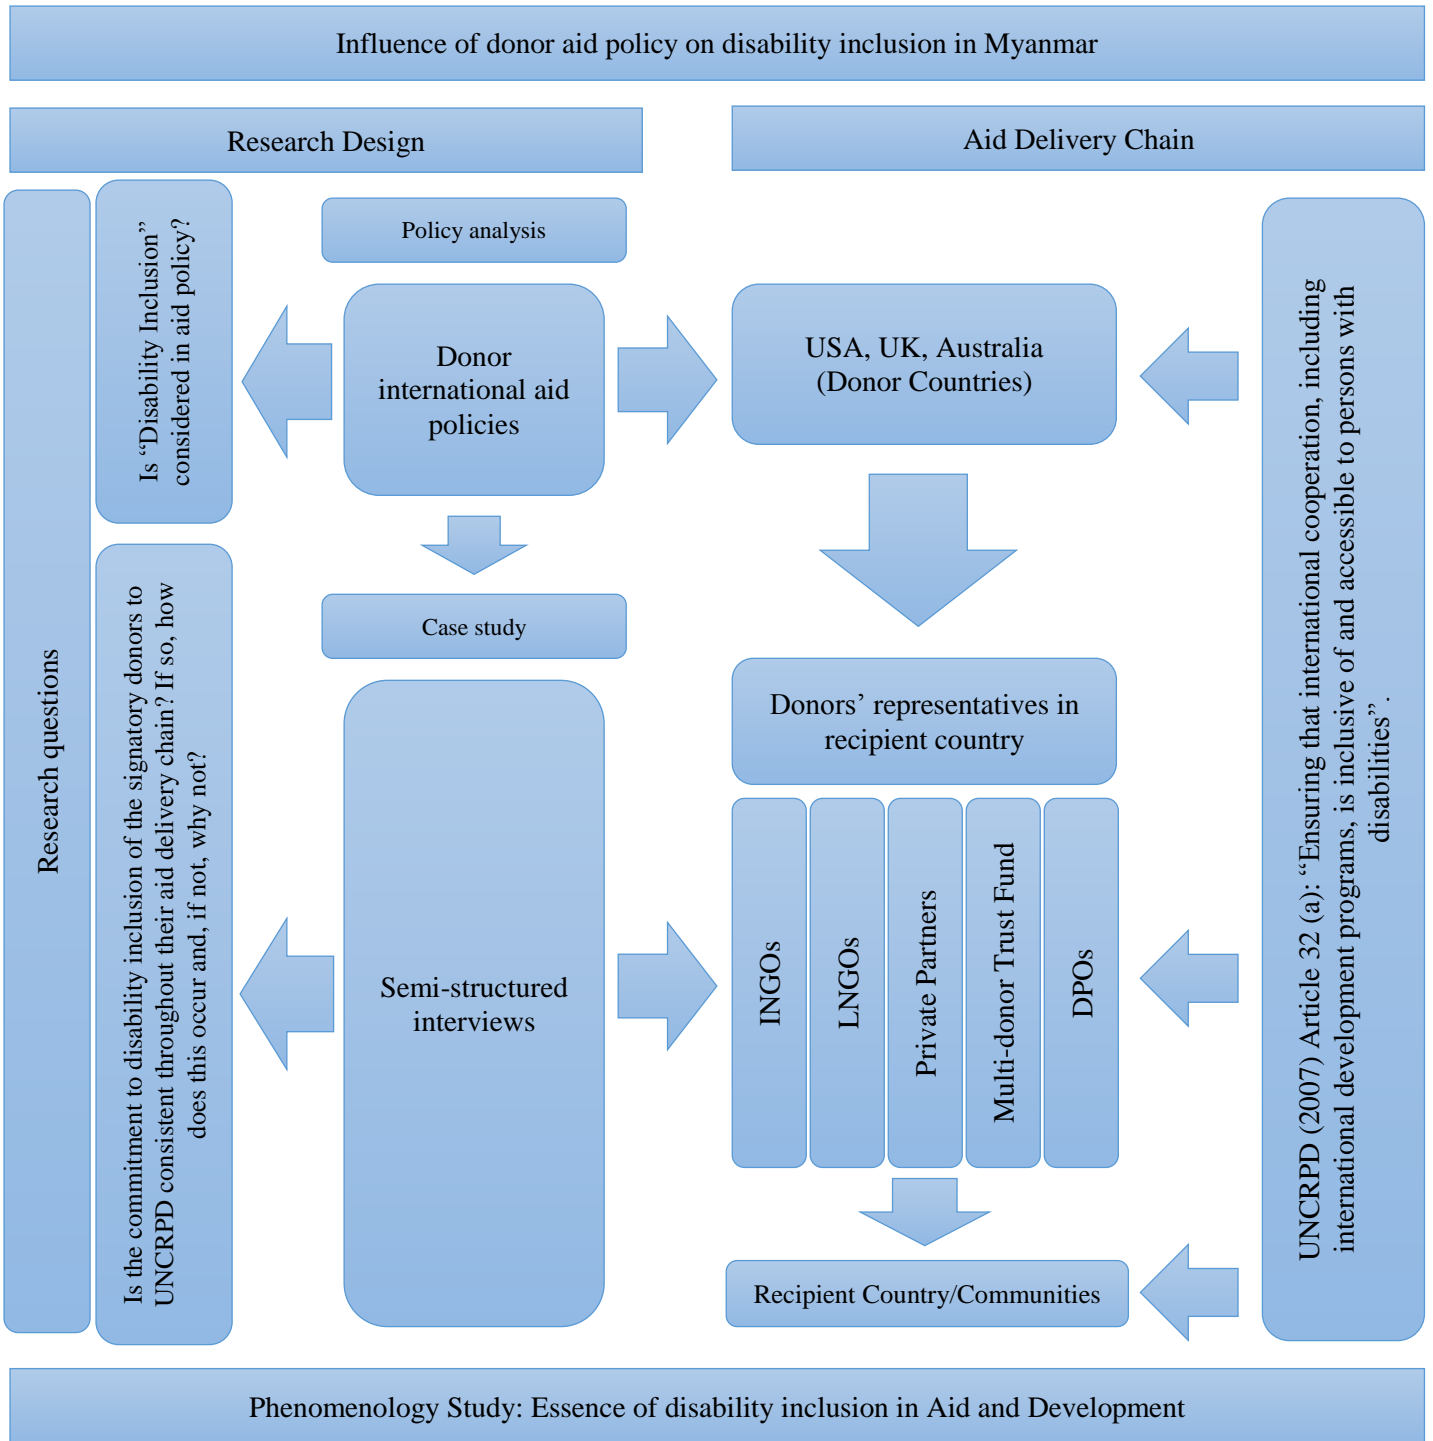 Influence of donor aid policy on disability inclusion in Myanmar
Research Design
Aid Delivery Chain
Research questions
Is “Disability Inclusion”
considered in aid policy?
Policy analysis
Donor
international aid
policies
USA, UK, Australia
(Donor Countries)
Is the commitment to disability inclusion of the signatory donors to
UNCRPD consistent throughout their aid delivery chain? If so, how
does this occur and, if not, why not?
Case study
Semi-structured
interviews
Donors’ representatives in
recipient country
INGOs
LNGOs
Private Partners
Multi-donor Trust Fund
DPOs
Recipient Country/Communities
UNCRPD (2007) Article 32 (a): “Ensuring that international cooperation, including
international development programs, is inclusive of and accessible to persons with
disabilities”.
Phenomenology Study: Essence of disability inclusion in Aid and Development